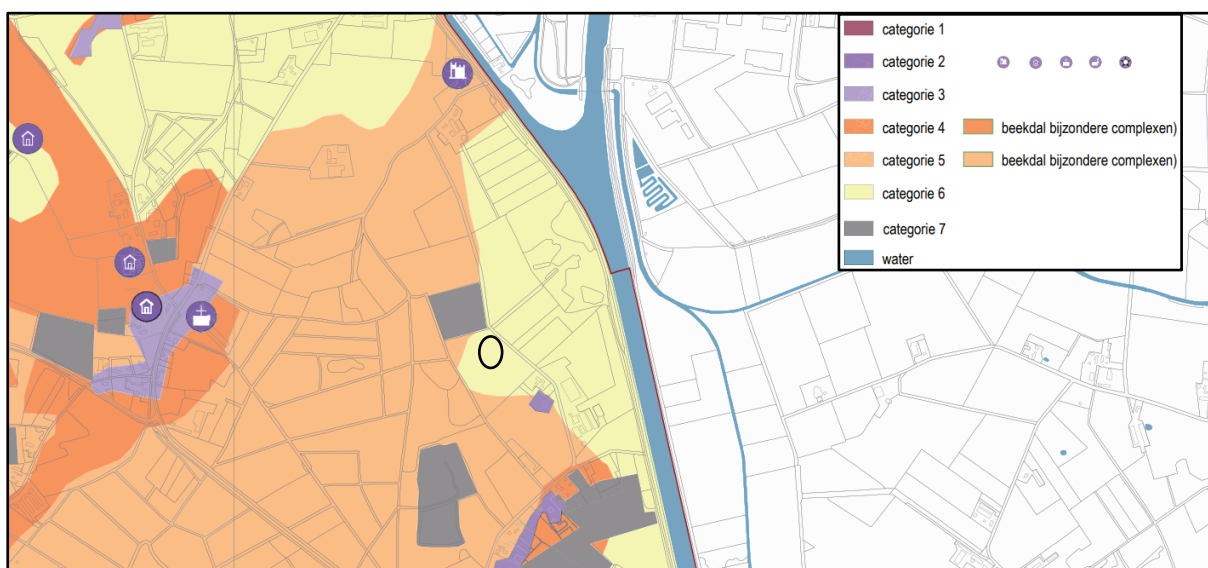 categorie 1
categorie 2
categorie 3
categorie 4
beekdal bijzondere complexen)
categorie 5
beekdal bijzondere complexen)
categorie 6
categorie 7
water